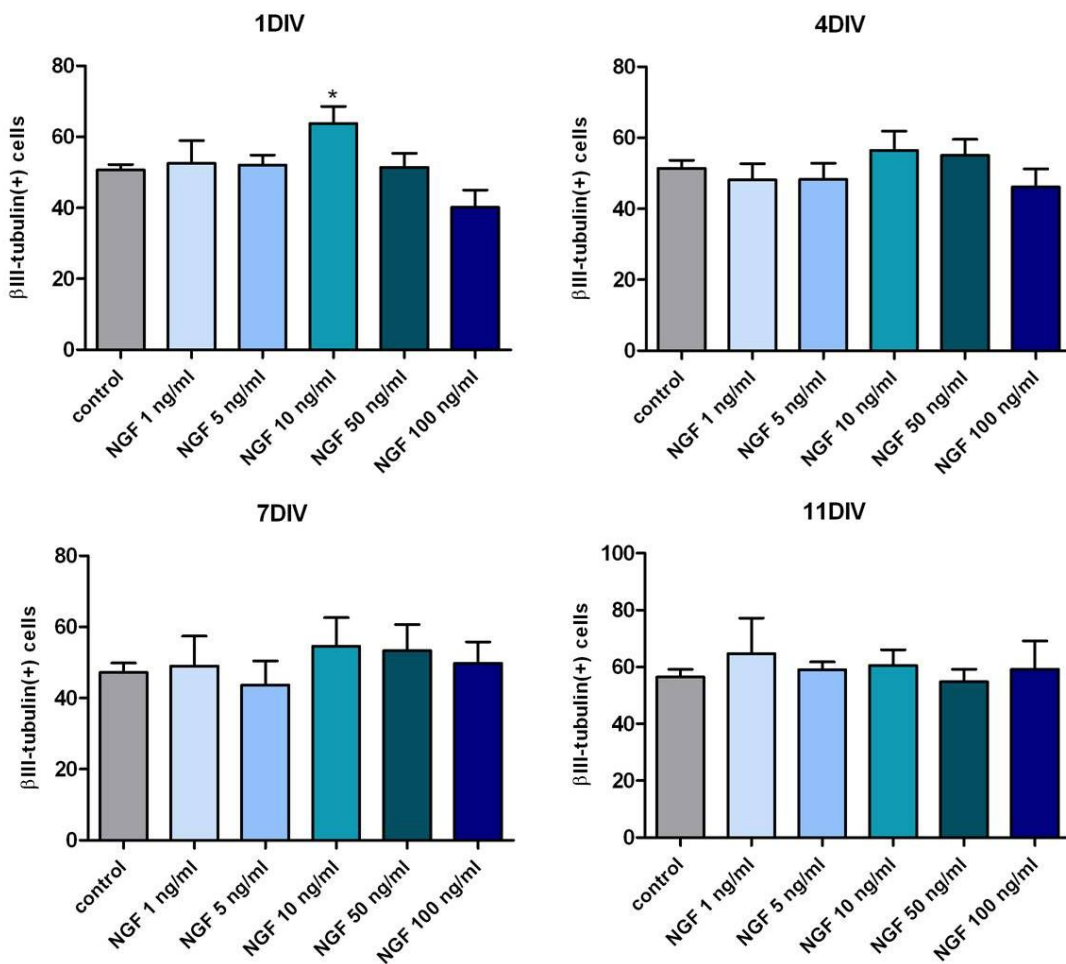 1DIV
βIII-tubulin(+) cells
80
60
40
20
0
*
control
NGF 1 ng/ml
NGF 5 ng/ml
NGF 10 ng/ml
NGF 50 ng/ml
NGF 100 ng/ml
4DIV
βIII-tubulin(+) cells
80
60
40
20
0
control
NGF 1 ng/ml
NGF 5 ng/ml
NGF 10 ng/ml
NGF 50 ng/ml
NGF 100 ng/ml
7DIV
βIII-tubulin(+) cells
80
60
40
20
0
control
NGF 1 ng/ml
NGF 5 ng/ml
NGF 10 ng/ml
NGF 50 ng/ml
NGF 100 ng/ml
11DIV
βIII-tubulin(+) cells
100
80
60
40
20
0
control
NGF 1 ng/ml
NGF 5 ng/ml
NGF 10 ng/ml
NGF 50 ng/ml
NGF 100 ng/ml